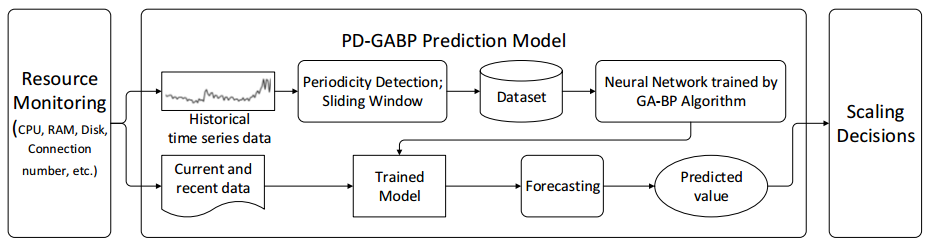 PD-GABP Prediction Model
Resource
Monitoring
(CPU, RAM, Disk,
Connection
number, etc.)
Historical
time series data
Periodicity Detection;
Sliding Window
Dataset
Neural Network trained by
GA-BP Algorithm
Current and
recent data
Trained
Model
Forecasting
Predicted
value
Scaling
Decisions